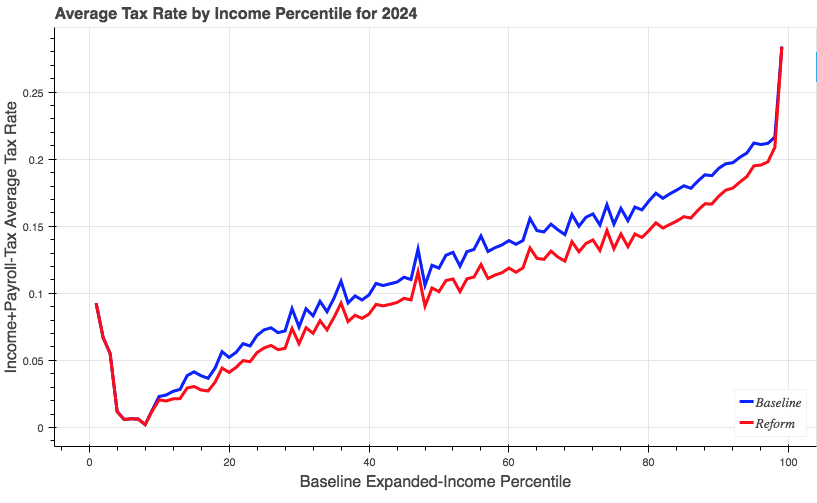 Average Tax Rate by Income Percentile for 2024
Income+Payroll-Tax Average Tax Rate
0.25
0.2
0.15
0.1
0.05
0
0
20
40
60
80
100
Baseline Expanded-Income Percentile
Baseline
Reform